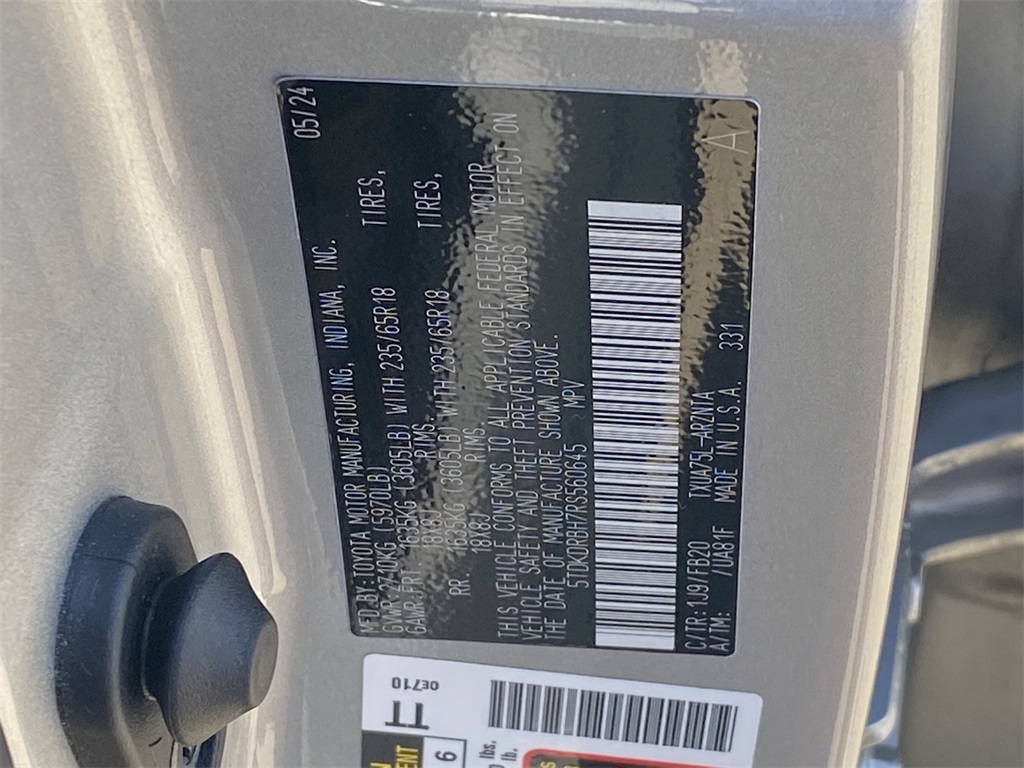 MFD BY: TOYOTA MOTOR MANUFACTURING, INDIANA, INC. 05/24
GVWR 2710KG (5970LB)
GAWR FRT 1635KG (3605LB) WITH 235/65R18 TIRES,
18X8J RIMS
RR. 1635KG (3605LB) WITH 235/65R18 TIRES,
18X8J RIMS
THIS VEHICLE CONFORMS TO ALL APPLICABLE FEDERAL MOTOR
VEHICLE SAFETY AND THEFT PREVENTION STANDARDS IN EFFECT ON
THE DATE OF MANUFACTURE SHOWN ABOVE.
5TDKDRBH7RS560645 MPV
C/TR: 1J9/FB20 TXUA75L-ARZNTA
A/TM: /UA81F MADE IN U.S.A. 331 A
OE710
TT
6
lbs.
lb.